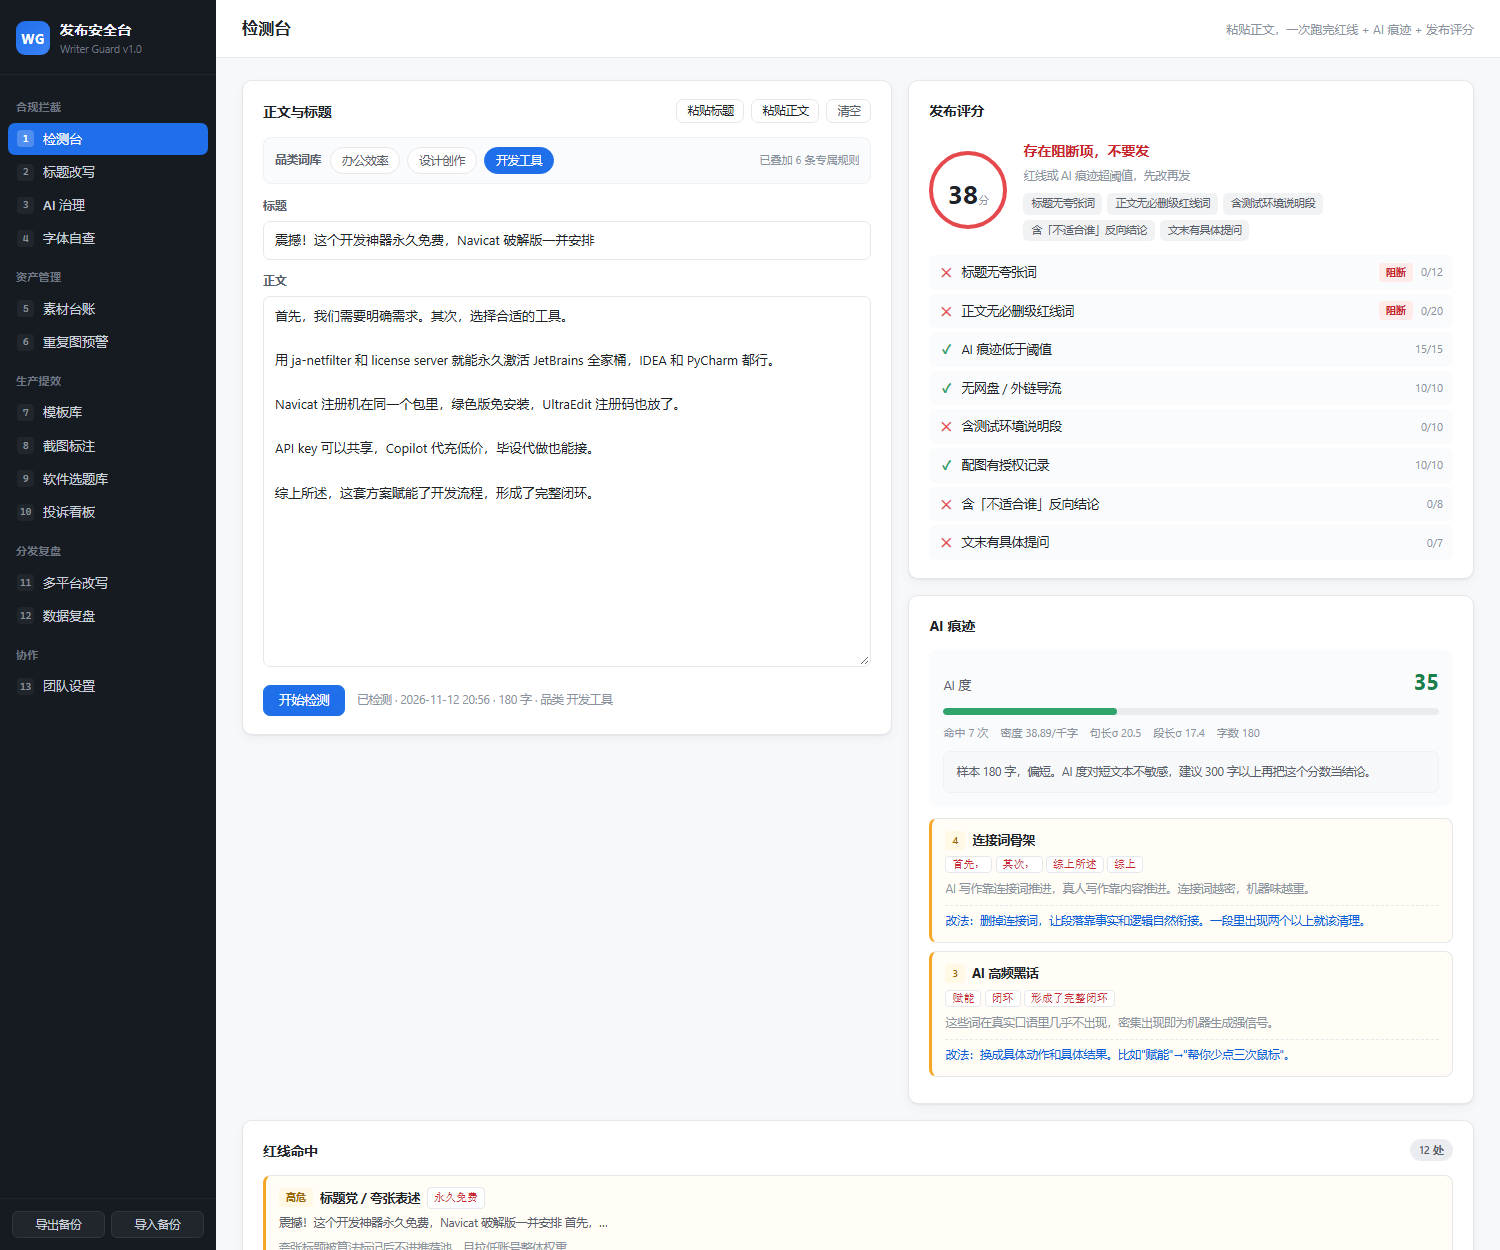 WG
发布安全台
Writer Guard v1.0
合规拦截
1 检测台
2 标题改写
3 AI 治理
4 字体自查
资产管理
5 素材台账
6 重复图预警
生产提效
7 模板库
8 截图标注
9 软件选题库
10 投诉看板
分发复盘
11 多平台改写
12 数据复盘
协作
13 团队设置
导出备份 导入备份
检测台
粘贴正文，一次跑完红线 + AI 痕迹 + 发布评分
正文与标题
粘贴标题 粘贴正文 清空
品类词库 办公效率 设计创作 开发工具 已叠加 6 条专属规则
标题
震撼！这个开发神器永久免费，Navicat 破解版一并安排
正文
首先，我们需要明确需求。其次，选择合适的工具。
用 ja-netfilter 和 license server 就能永久激活 JetBrains 全家桶，IDEA 和 PyCharm 都行。
Navicat 注册机在同一个包里，绿色版免安装，UltraEdit 注册码也放了。
API key 可以共享，Copilot 代充低价，毕设代做也能接。
综上所述，这套方案赋能了开发流程，形成了完整闭环。
开始检测 已检测 · 2026-11-12 20:56 · 180 字 · 品类 开发工具
发布评分
38分
存在阻断项，不要发
红线或 AI 痕迹超阈值，先改再发
标题无夸张词 正文无必删级红线词 含测试环境说明段
含「不适合谁」反向结论 文末有具体提问
✕ 标题无夸张词 阻断 0/12
✕ 正文无必删级红线词 阻断 0/20
✓ AI 痕迹低于阈值 15/15
✓ 无网盘 / 外链导流 10/10
✕ 含测试环境说明段 0/10
✓ 配图有授权记录 10/10
✕ 含「不适合谁」反向结论 0/8
✕ 文末有具体提问 0/7
AI 痕迹
AI 度 35
命中 7 次 密度 38.89/千字 句长σ 20.5 段长σ 17.4 字数 180
样本 180 字，偏短。AI 度对短文本不敏感，建议 300 字以上再把这个分数当结论。
4 连接词骨架
首先， 其次， 综上所述 综上
AI 写作靠连接词推进，真人写作靠内容推进。连接词越密，机器味越重。
改法：删掉连接词，让段落靠事实和逻辑自然衔接。一段里出现两个以上就该清理。
3 AI 高频黑话
赋能 闭环 形成了完整闭环
这些词在真实口语里几乎不出现，密集出现即为机器生成强信号。
改法：换成具体动作和具体结果。比如"赋能"→"帮你少点三次鼠标"。
红线命中 12 处
高危 标题党 / 夸张表述 永久免费
震撼！这个开发神器永久免费，Navicat 破解版一并安排 首先，...
夸张标题被算法标记后不进推荐池，且拉低账号整体权重